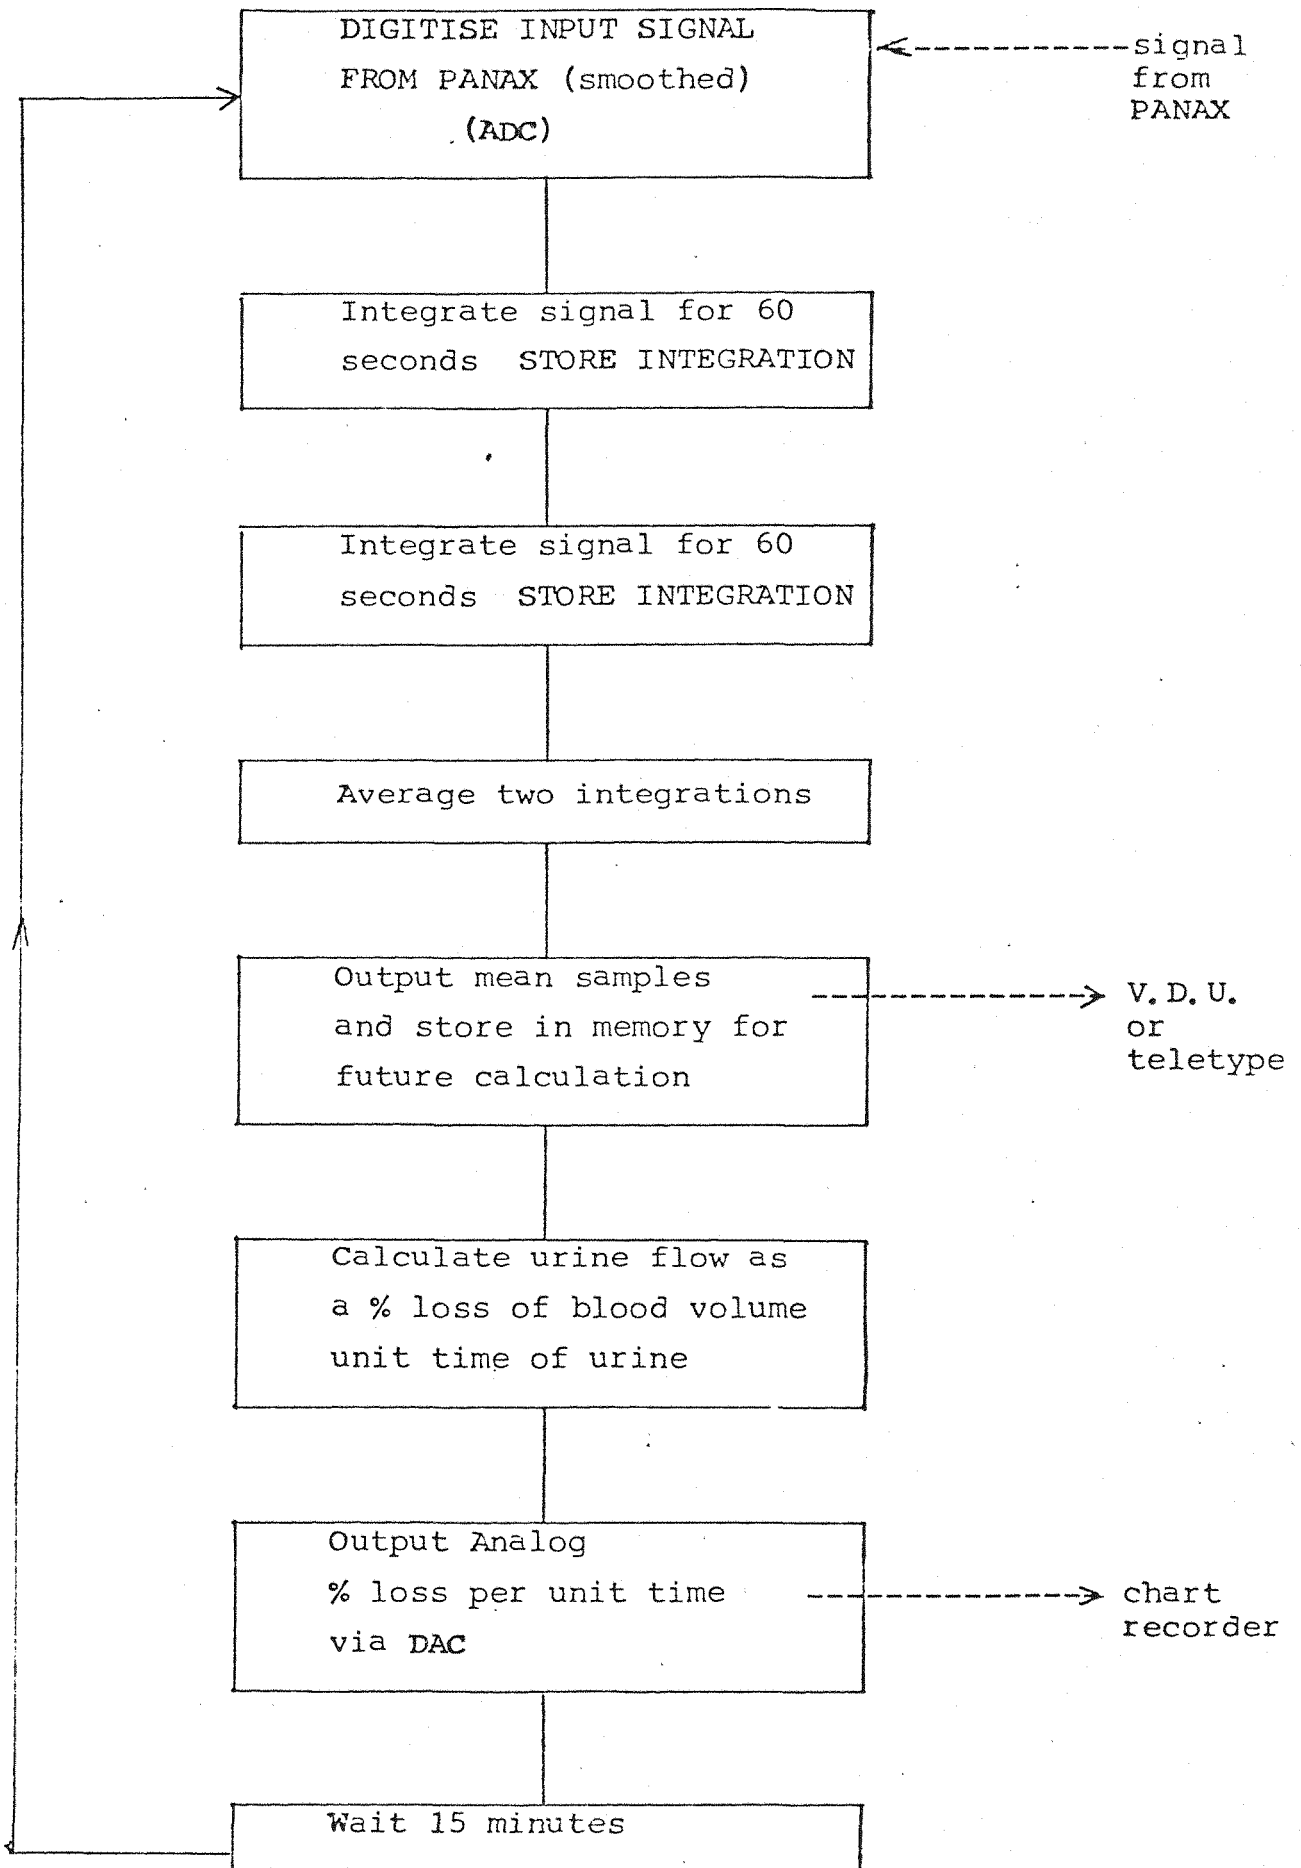 DIGITISE INPUT SIGNAL
FROM PANAX (smoothed)
(ADC)
signal
from
PANAX
Integrate signal for 60
seconds STORE INTEGRATION
Integrate signal for 60
seconds STORE INTEGRATION
Average two integrations
Output mean samples
and store in memory for
future calculation
V.D.U.
or
teletype
Calculate urine flow as
a % loss of blood volume
unit time of urine
Output Analog
% loss per unit time
via DAC
chart
recorder
Wait 15 minutes